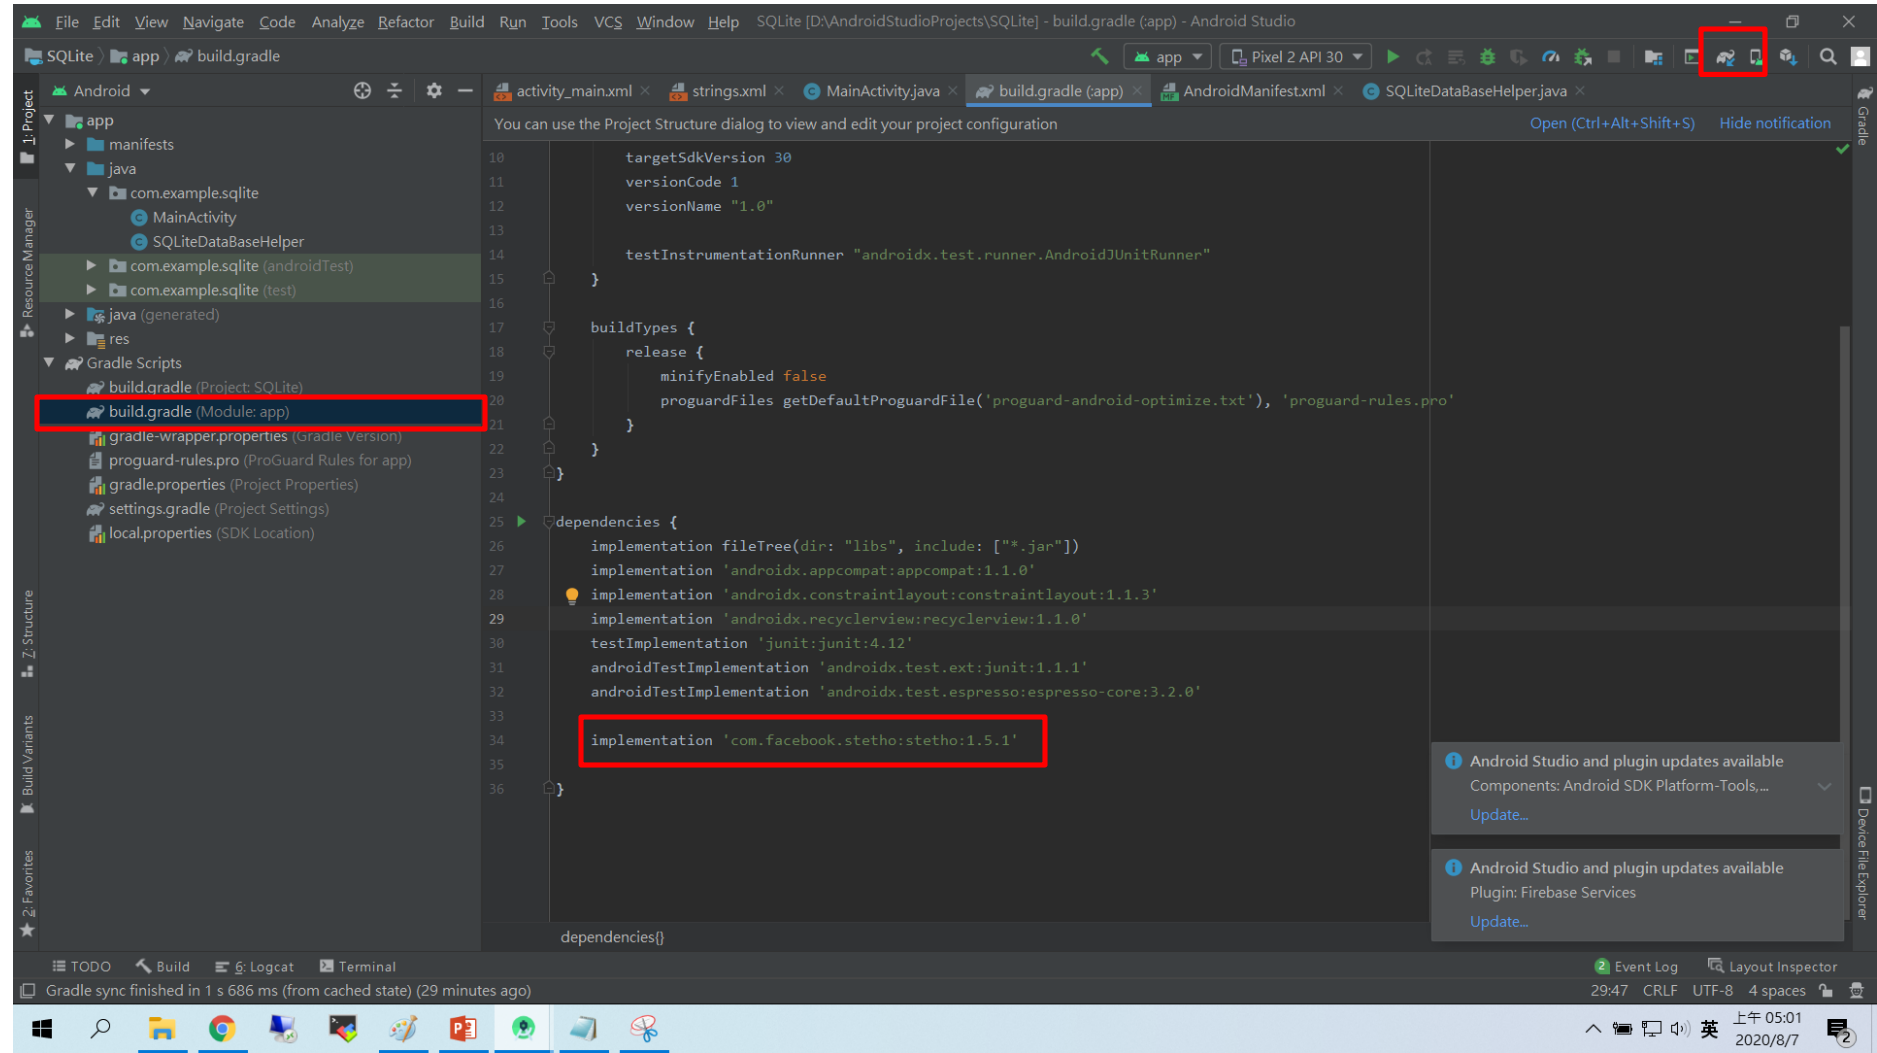 File Edit View Navigate Code Analyze Refactor Build Run Tools VCS Window Help SQLite [D:\AndroidStudioProjects\SQLite] - build.gradle (:app) - Android Studio
SQLite app build.gradle
app Pixel 2 API 30
Android
activity_main.xml strings.xml MainActivity.java build.gradle (:app) AndroidManifest.xml SQLiteDataBaseHelper.java
You can use the Project Structure dialog to view and edit your project configuration Open (Ctrl+Alt+Shift+S) Hide notification
1: Project
Resource Manager
Z: Structure
Build Variants
2: Favorites
app
manifests
java
com.example.sqlite
MainActivity
SQLiteDataBaseHelper
com.example.sqlite (androidTest)
com.example.sqlite (test)
java (generated)
res
Gradle Scripts
build.gradle (Project: SQLite)
build.gradle (Module: app)
gradle-wrapper.properties (Gradle Version)
proguard-rules.pro (ProGuard Rules for app)
gradle.properties (Project Properties)
settings.gradle (Project Settings)
local.properties (SDK Location)
10 targetSdkVersion 30
11 versionCode 1
12 versionName "1.0"
13
14 testInstrumentationRunner "androidx.test.runner.AndroidJUnitRunner"
15 }
16
17 buildTypes {
18 release {
19 minifyEnabled false
20 proguardFiles getDefaultProguardFile('proguard-android-optimize.txt'), 'proguard-rules.pro'
21 }
22 }
23 }
24
25 dependencies {
26 implementation fileTree(dir: "libs", include: ["*.jar"])
27 implementation 'androidx.appcompat:appcompat:1.1.0'
28 implementation 'androidx.constraintlayout:constraintlayout:1.1.3'
29 implementation 'androidx.recyclerview:recyclerview:1.1.0'
30 testImplementation 'junit:junit:4.12'
31 androidTestImplementation 'androidx.test.ext:junit:1.1.1'
32 androidTestImplementation 'androidx.test.espresso:espresso-core:3.2.0'
33
34 implementation 'com.facebook.stetho:stetho:1.5.1'
35
36 }
dependencies{}
Gradle
Device File Explorer
Android Studio and plugin updates available
Components: Android SDK Platform-Tools,...
Update...
Android Studio and plugin updates available
Plugin: Firebase Services
Update...
TODO Build 6: Logcat Terminal 2 Event Log Layout Inspector
Gradle sync finished in 1 s 686 ms (from cached state) (29 minutes ago) 29:47 CRLF UTF-8 4 spaces
英 上午 05:01
2020/8/7 2